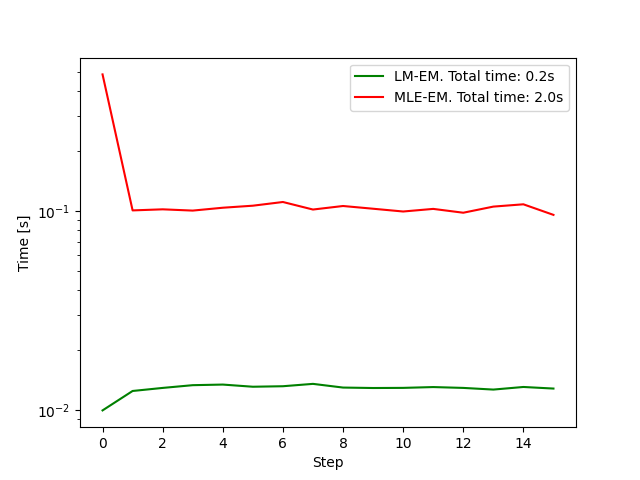 LM-EM. Total time: 0.2s
MLE-EM. Total time: 2.0s
Time [s]
10⁻¹
10⁻²
0 2 4 6 8 10 12 14
Step